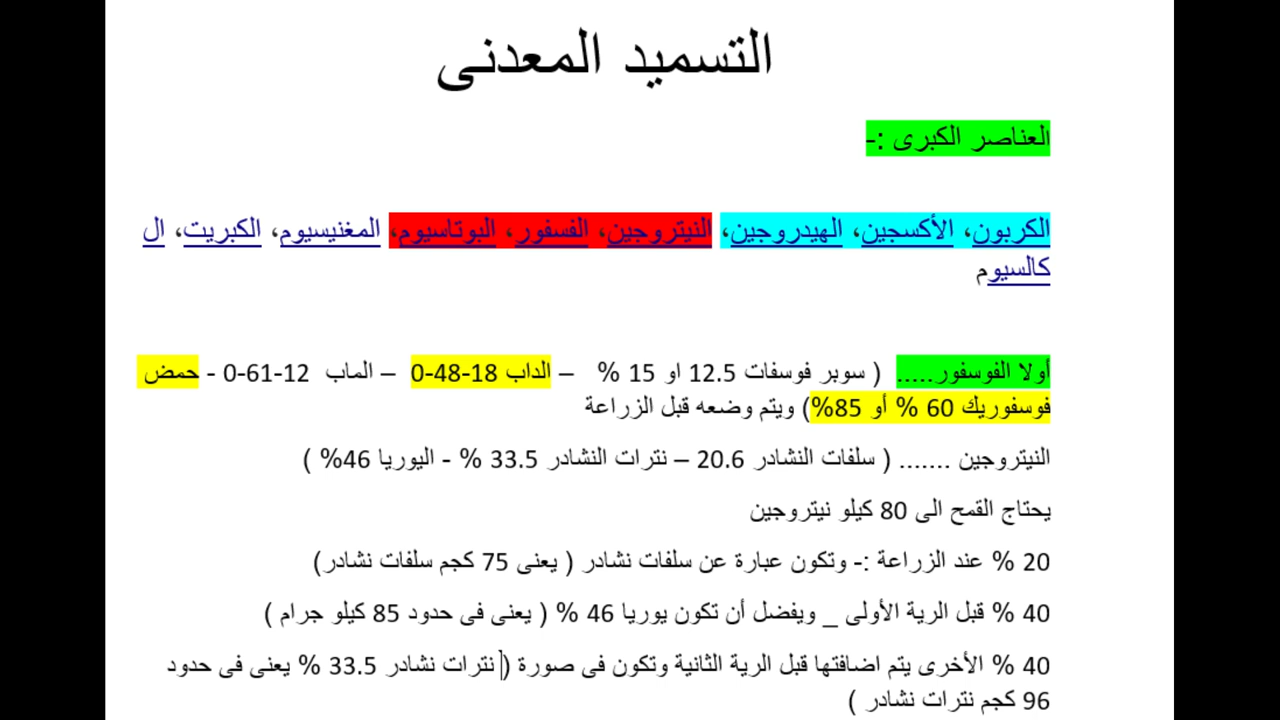 التسميد المعدنى
العناصر الكبرى :-
الكربون، الأكسجين، الهيدروجين، النيتروجين، الفسفور، البوتاسيوم، المغنيسيوم، الكبريت، ال
كالسيوم
أولا الفوسفور..... ( سوبر فوسفات 12.5 او 15 % – الداب 18-48-0 – الماب 12-61-0 - حمض
فوسفوريك 60 % أو 85%) ويتم وضعه قبل الزراعة
النيتروجين ....... ( سلفات النشادر 20.6 – نترات النشادر 33.5 % - اليوريا 46% )
يحتاج القمح الى 80 كيلو نيتروجين
20 % عند الزراعة :- وتكون عبارة عن سلفات نشادر ( يعنى 75 كجم سلفات نشادر)
40 % قبل الرية الأولى _ ويفضل أن تكون يوريا 46 % ( يعنى فى حدود 85 كيلو جرام )
40 % الأخرى يتم اضافتها قبل الرية الثانية وتكون فى صورة ( نترات نشادر 33.5 % يعنى فى حدود
96 كجم نترات نشادر )